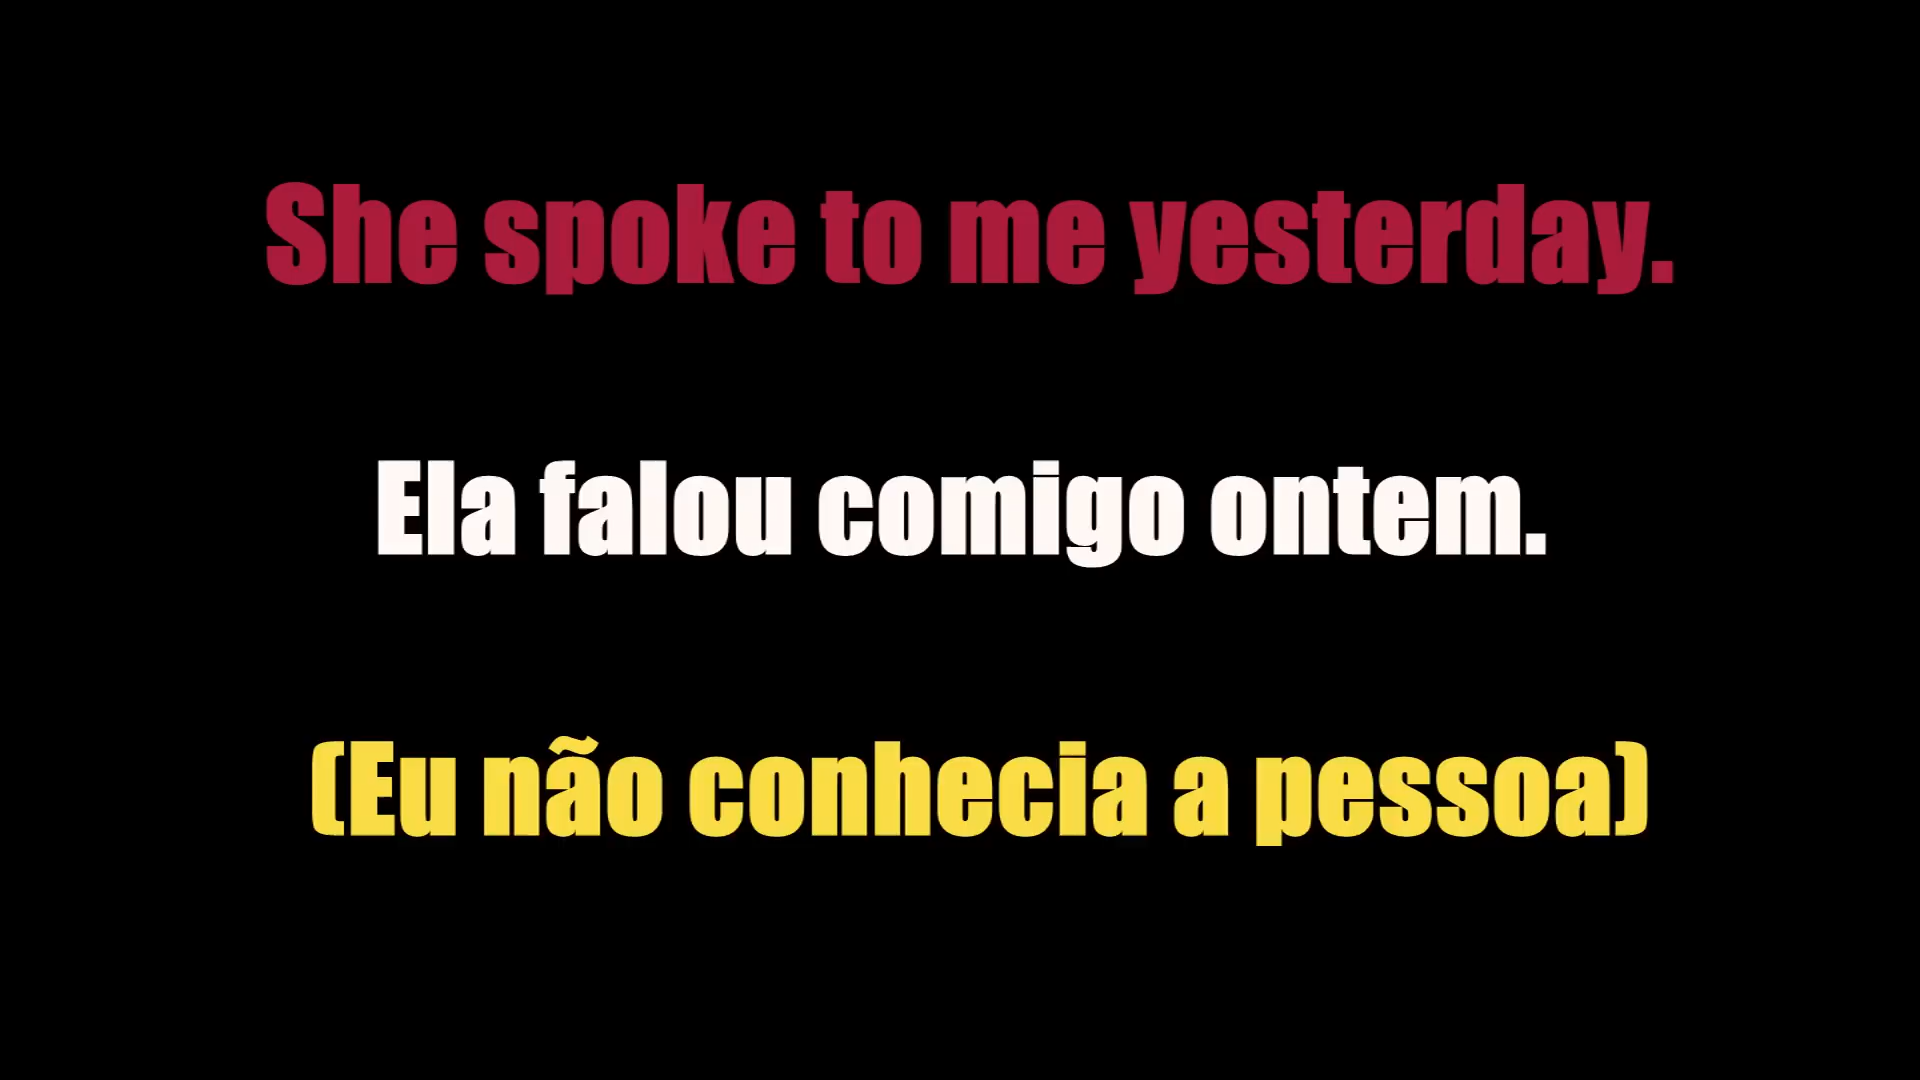 She spoke to me yesterday.
Ela falou comigo ontem.
(Eu não conhecia a pessoa)